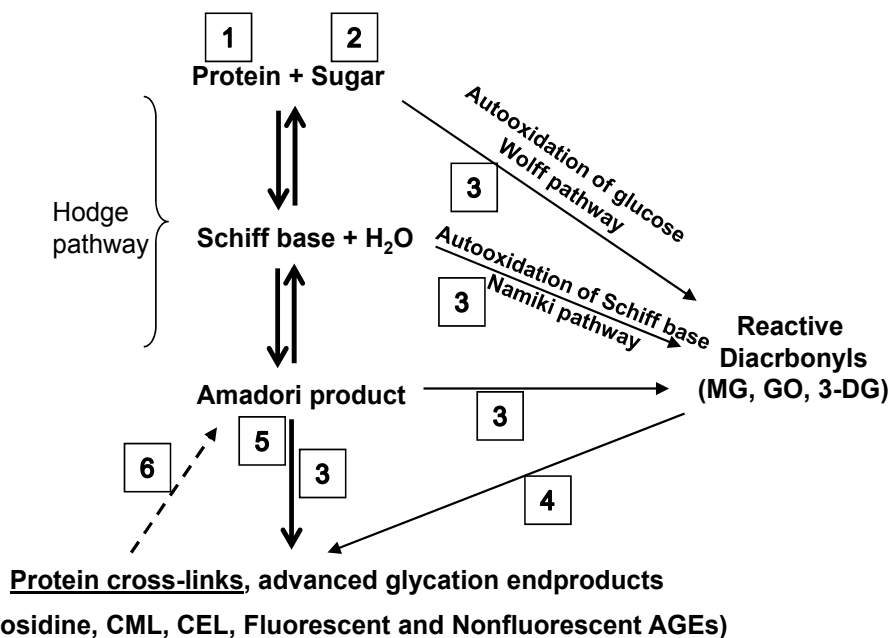 1 2
Protein + Sugar
Autooxidation of glucose
Wolff pathway
3
Hodge
pathway
Schiff base + H₂O
Autooxidation of Schiff base
Namiki pathway
3
Reactive
Diacrbonyls
(MG, GO, 3-DG)
Amadori product
3
5
6
3
4
Protein cross-links, advanced glycation endproducts
osidine, CML, CEL, Fluorescent and Nonfluorescent AGEs)